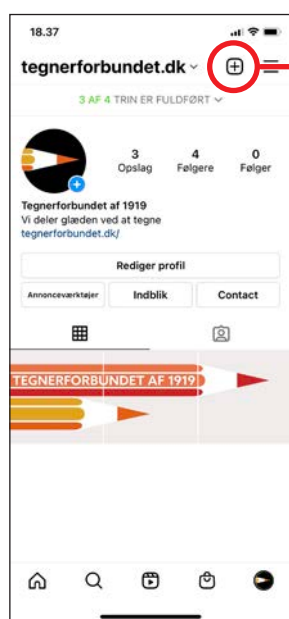 18.37
tegnerforbundet.dk
3 AF 4 TRIN ER FULDFØRT
3 4 0
Opslag Følgere Følger
Tegnerforbundet af 1919
Vi deler glæden ved at tegne
tegnerforbundet.dk/
Rediger profil
Annonceværktøjer Indblik Contact
TEGNERFORBUNDET AF 1919